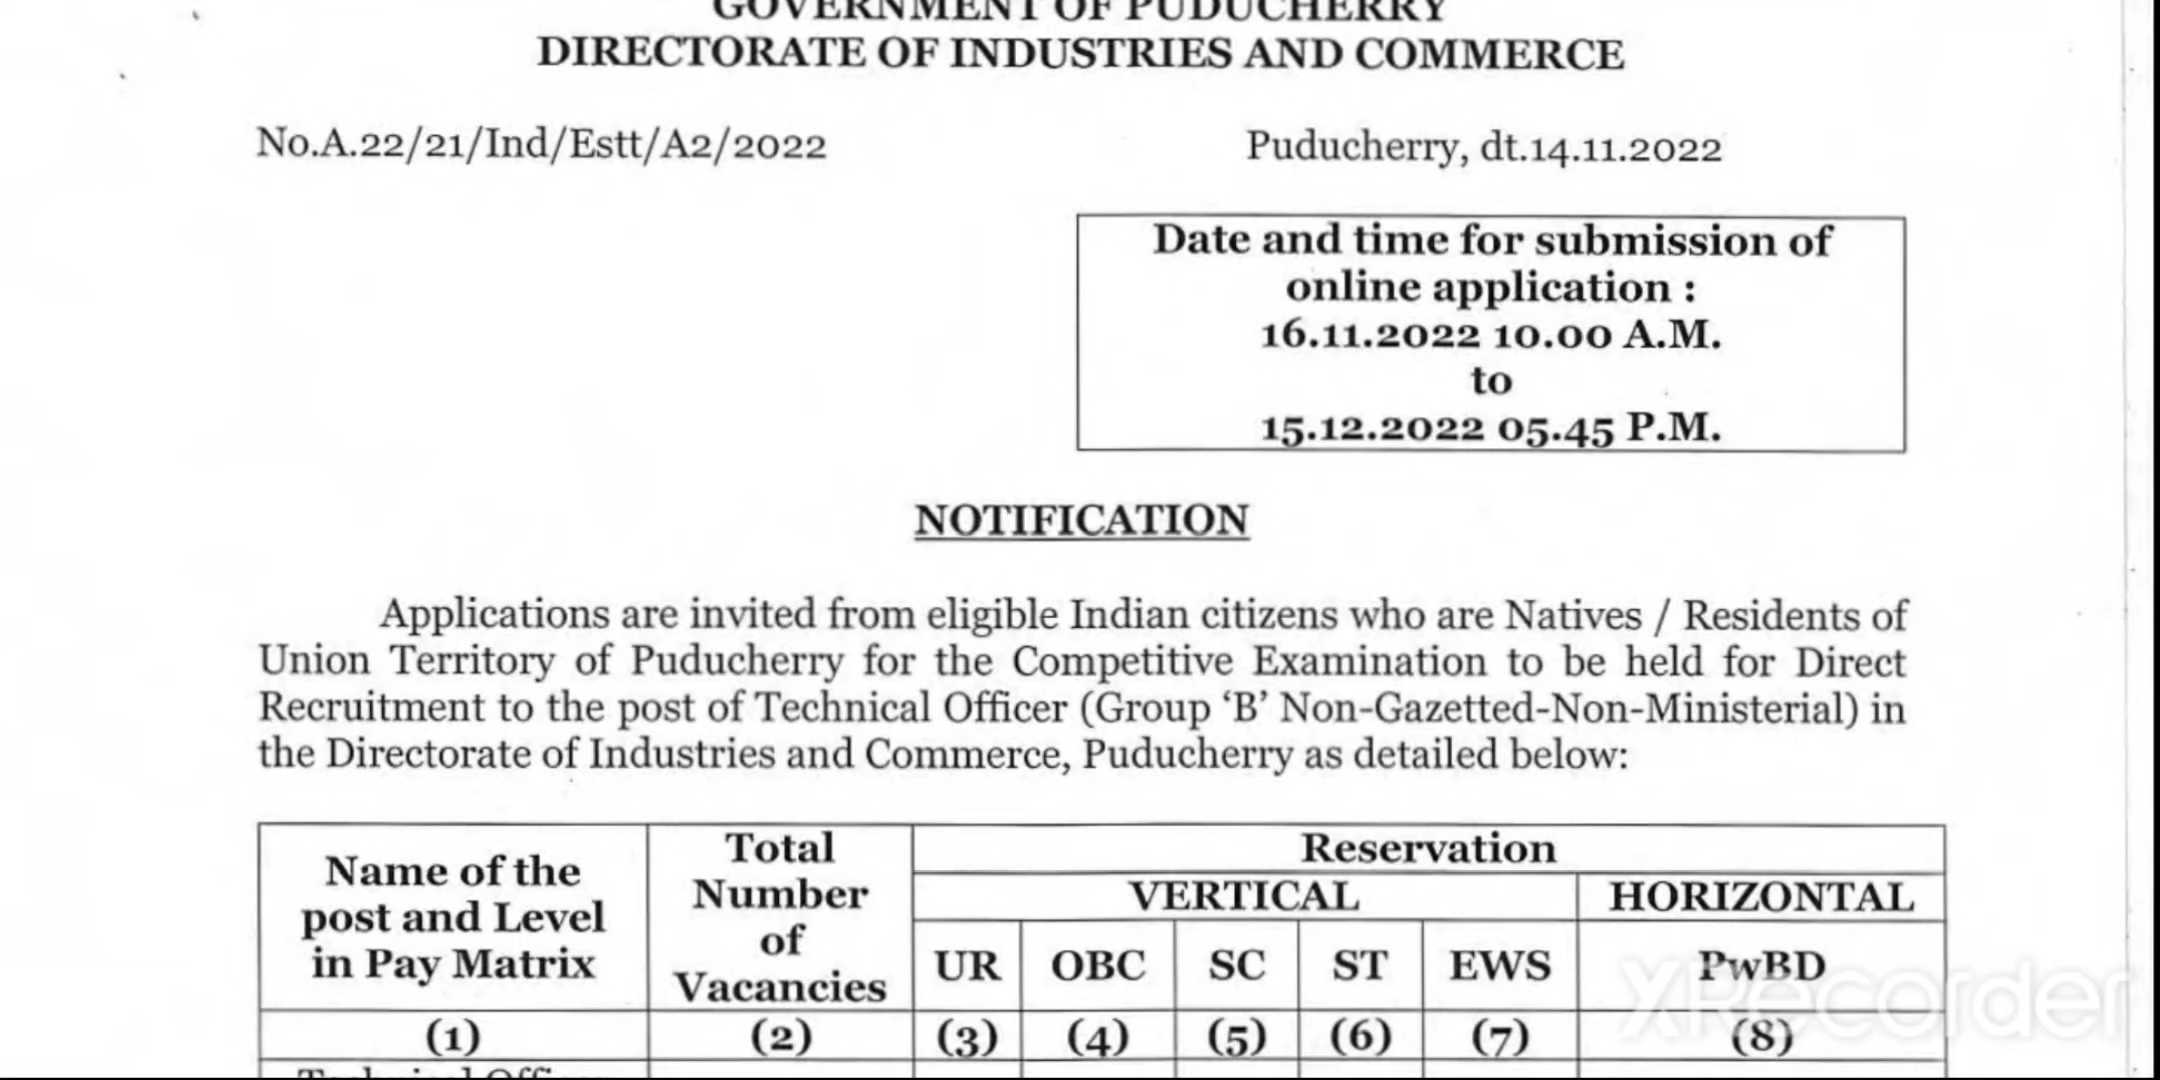 GOVERNMENT OF PUDUCHERRY
DIRECTORATE OF INDUSTRIES AND COMMERCE
No.A.22/21/Ind/Estt/A2/2022
Puducherry, dt.14.11.2022
Date and time for submission of
online application :
16.11.2022 10.00 A.M.
to
15.12.2022 05.45 P.M.
NOTIFICATION
Applications are invited from eligible Indian citizens who are Natives / Residents of
Union Territory of Puducherry for the Competitive Examination to be held for Direct
Recruitment to the post of Technical Officer (Group ‘B’ Non-Gazetted-Non-Ministerial) in
the Directorate of Industries and Commerce, Puducherry as detailed below:
Name of the
post and Level
in Pay Matrix
Total
Number
of
Vacancies
Reservation
VERTICAL
HORIZONTAL
UR
OBC
SC
ST
EWS
PwBD
(1)
(2)
(3)
(4)
(5)
(6)
(7)
(8)
XRecorder